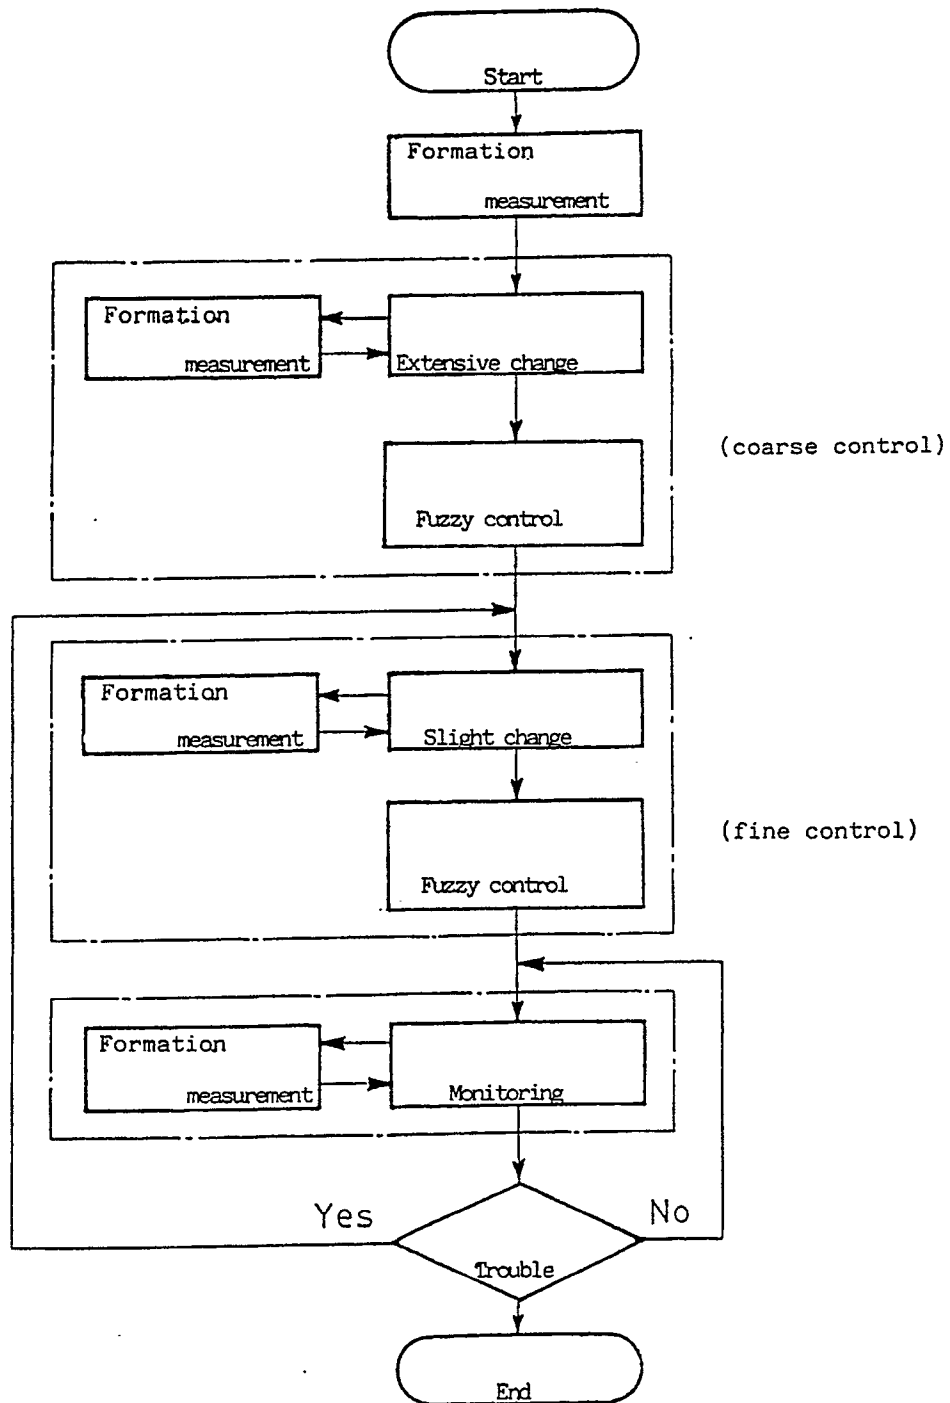 Start
Formation
measurement
Formation
measurement
Extensive change
Fuzzy control
(coarse control)
Formation
measurement
Slight change
Fuzzy control
(fine control)
Formation
measurement
Monitoring
Yes
No
Trouble
End